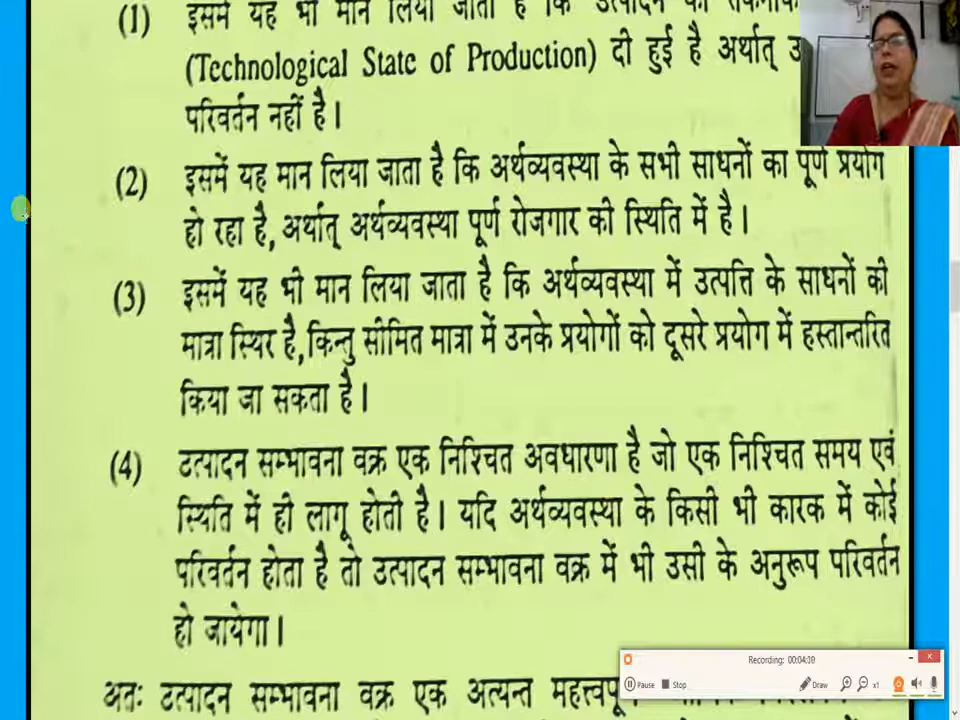 (1) इसमें यह भी मान लिया जाता है कि उत्पादन की तकनीकि
(Technological State of Production) दी हुई है अर्थात् उ
परिवर्तन नहीं है।
(2) इसमें यह मान लिया जाता है कि अर्थव्यवस्था के सभी साधनों का पूर्ण प्रयोग
हो रहा है, अर्थात् अर्थव्यवस्था पूर्ण रोजगार की स्थिति में है।
(3) इसमें यह भी मान लिया जाता है कि अर्थव्यवस्था में उत्पत्ति के साधनों की
मात्रा स्थिर है, किन्तु सीमित मात्रा में उनके प्रयोगों को दूसरे प्रयोग में हस्तान्तरित
किया जा सकता है।
(4) उत्पादन सम्भावना वक्र एक निश्चित अवधारणा है जो एक निश्चित समय एवं
स्थिति में ही लागू होती है। यदि अर्थव्यवस्था के किसी भी कारक में कोई
परिवर्तन होता है तो उत्पादन सम्भावना वक्र में भी उसी के अनुरूप परिवर्तन
हो जायेगा।
अतः उत्पादन सम्भावना वक्र एक अत्यन्त महत्त्वपू
Recording: 00:04:39
Pause Stop Draw x1